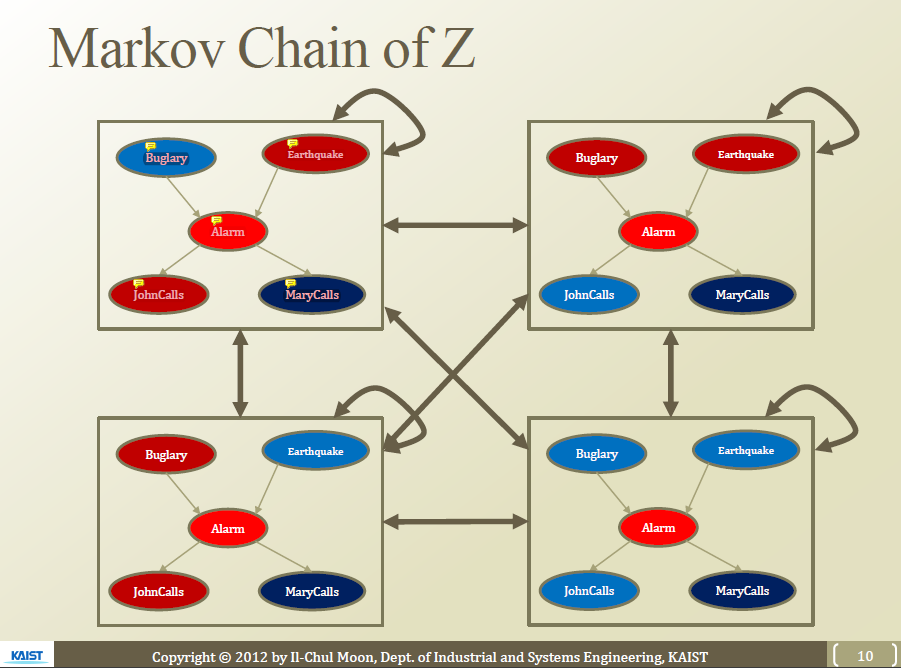 Markov Chain of Z
Buglary
Earthquake
Alarm
JohnCalls
MaryCalls
Buglary
Earthquake
Alarm
JohnCalls
MaryCalls
Buglary
Earthquake
Alarm
JohnCalls
MaryCalls
Buglary
Earthquake
Alarm
JohnCalls
MaryCalls
KAIST
Copyright © 2012 by Il-Chul Moon, Dept. of Industrial and Systems Engineering, KAIST
10